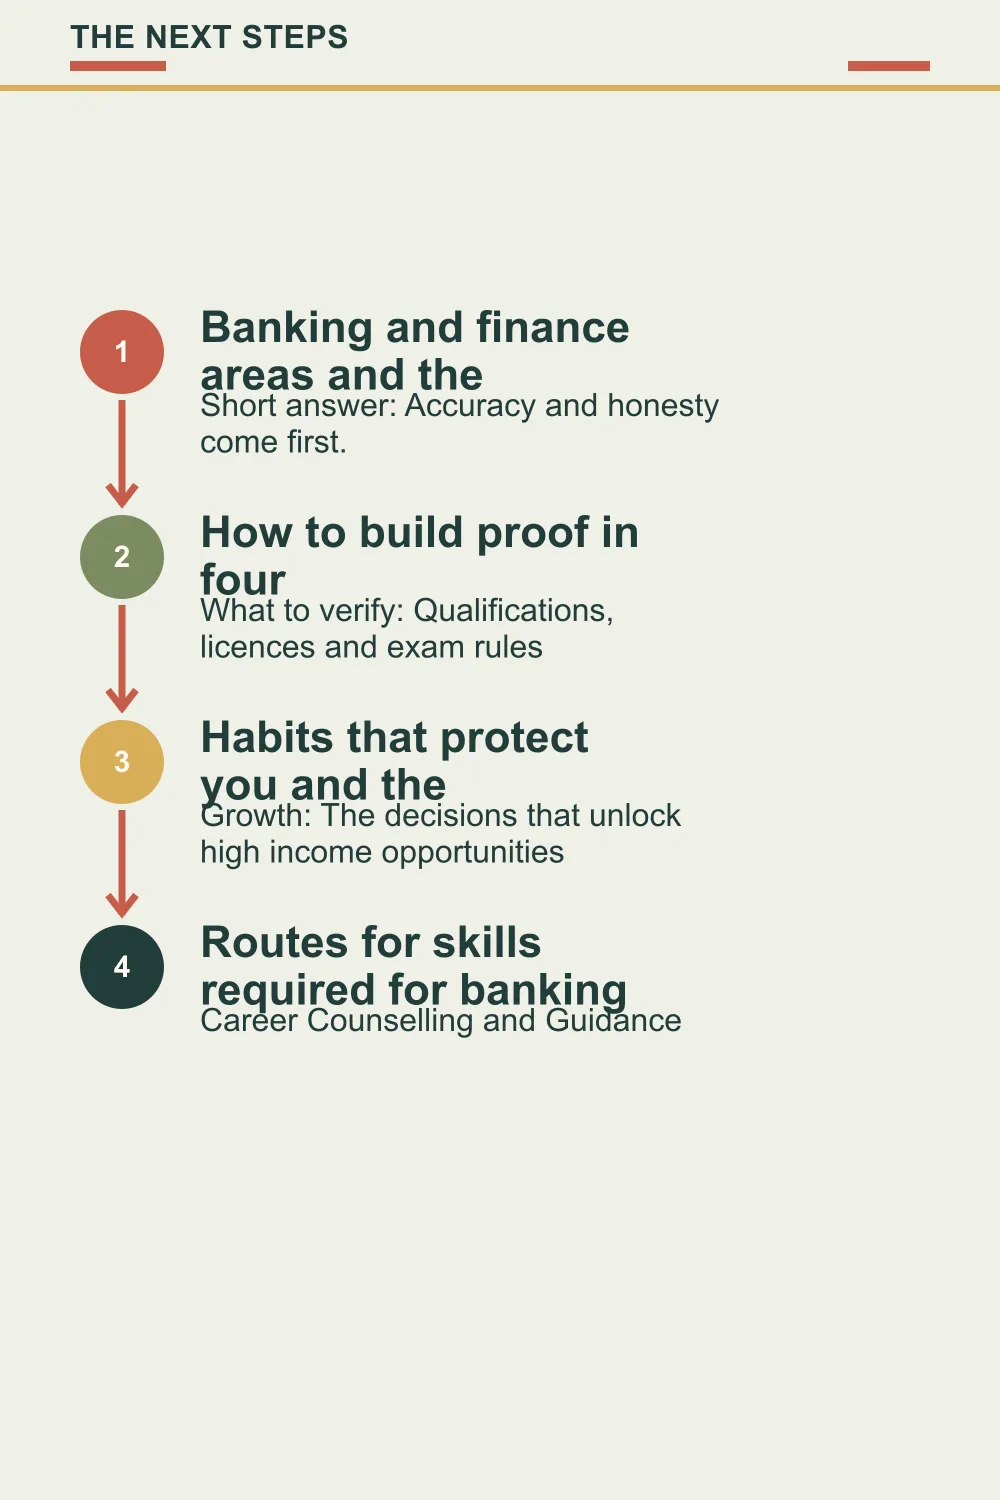 THE NEXT STEPS
1
Banking and finance
areas and the
Short answer: Accuracy and honesty
come first.
2
How to build proof in
four
What to verify: Qualifications,
licences and exam rules
3
Habits that protect
you and the
Growth: The decisions that unlock
high income opportunities
4
Routes for skills
required for banking
Career Counselling and Guidance